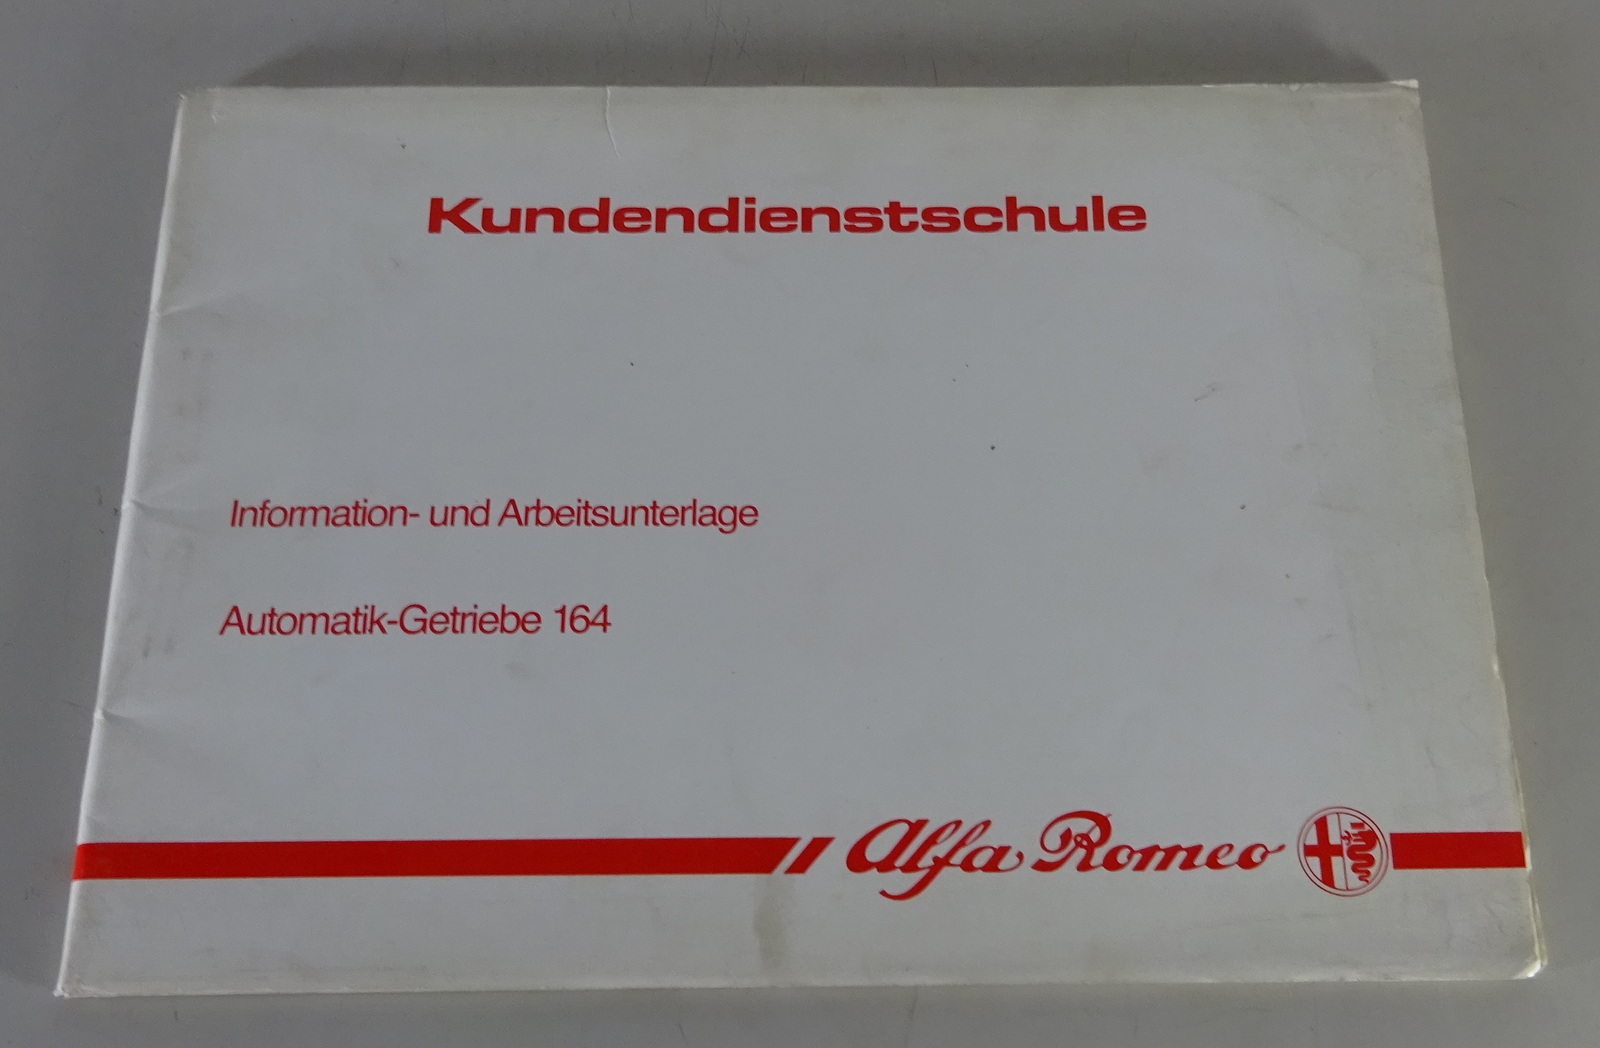 Kundendienstschule
Information- und Arbeitsunterlage
Automatik-Getriebe 164
Alfa Romeo